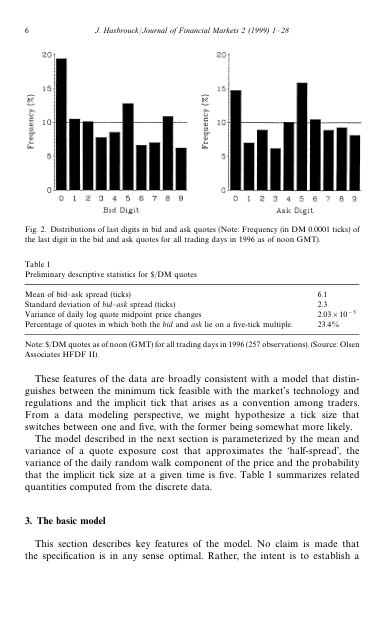 6
J. Hasbrouck/Journal of Financial Markets 2 (1999) 1–28
20
15
10
5
0
Frequency (%)
0 1 2 3 4 5 6 7 8 9
Bid Digit
20
15
10
5
0
Frequency (%)
0 1 2 3 4 5 6 7 8 9
Ask Digit
Fig. 2. Distributions of last digits in bid and ask quotes (Note: Frequency (in DM 0.0001 ticks) of
the last digit in the bid and ask quotes for all trading days in 1996 as of noon GMT).
Table 1
Preliminary descriptive statistics for $/DM quotes
Mean of bid–ask spread (ticks) 6.1
Standard deviation of bid–ask spread (ticks) 2.3
Variance of daily log quote midpoint price changes 2.03 × 10⁻⁵
Percentage of quotes in which both the bid and ask lie on a five-tick multiple. 23.4%
Note: $/DM quotes as of noon (GMT) for all trading days in 1996 (257 observations). (Source: Olsen
Associates HFDF II).
These features of the data are broadly consistent with a model that distin-
guishes between the minimum tick feasible with the market's technology and
regulations and the implicit tick that arises as a convention among traders.
From a data modeling perspective, we might hypothesize a tick size that
switches between one and five, with the former being somewhat more likely.
The model described in the next section is parameterized by the mean and
variance of a quote exposure cost that approximates the 'half-spread', the
variance of the daily random walk component of the price and the probability
that the implicit tick size at a given time is five. Table 1 summarizes related
quantities computed from the discrete data.
3. The basic model
This section describes key features of the model. No claim is made that
the specification is in any sense optimal. Rather, the intent is to establish a